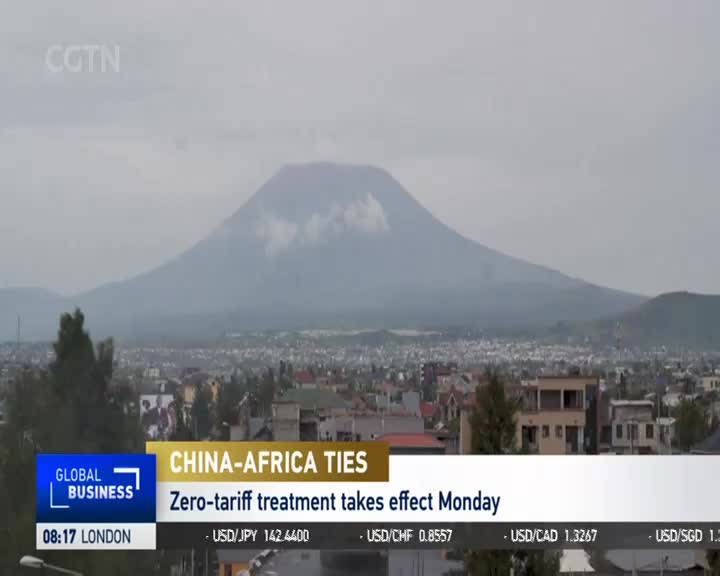 CGTN
CHINA-AFRICA TIES
GLOBAL
BUSINESS
Zero-tariff treatment takes effect Monday
08:17 LONDON
· USD/JPY 142.4400 · USD/CHF 0.8557 · USD/CAD 1.3267 · USD/SGD 1.